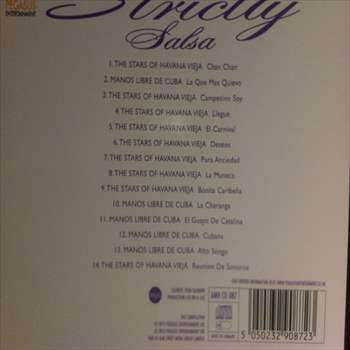 Strictly
Salsa
1. THE STARS OF HAVANA VIEJA Chan Chan
2. MANOS LIBRE DE CUBA La Que Mas Quievo
3. THE STARS OF HAVANA VIEJA Campesino Soy
4. THE STARS OF HAVANA VIEJA Llegue
5. THE STARS OF HAVANA VIEJA El Carnival
6. THE STARS OF HAVANA VIEJA Deseos
7. THE STARS OF HAVANA VIEJA Para Anciedad
8. THE STARS OF HAVANA VIEJA La Muneca
9. THE STARS OF HAVANA VIEJA Bonita Caribeña
10. MANOS LIBRE DE CUBA La Charanga
11. MANOS LIBRE DE CUBA El Guapo De Catalina
12. MANOS LIBRE DE CUBA Cubana
13. MANOS LIBRE DE CUBA Alto Songo
14. THE STARS OF HAVANA VIEJA Reunion De Soneros
5 050232 908723